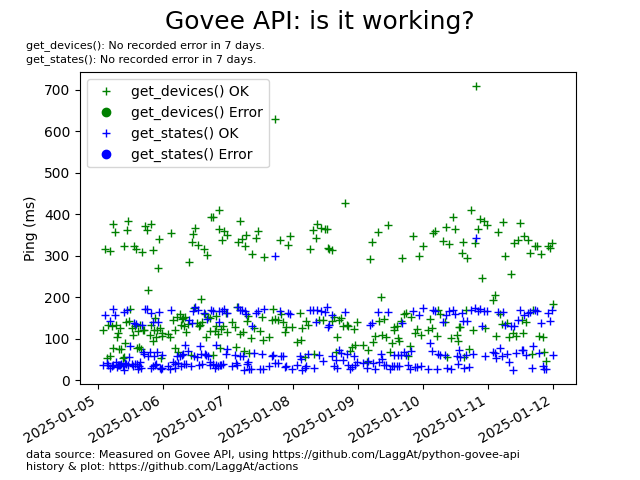 Govee API: is it working?
get_devices(): No recorded error in 7 days.
get_states(): No recorded error in 7 days.
get_devices() OK
get_devices() Error
get_states() OK
get_states() Error
Ping (ms)
700
600
500
400
300
200
100
0
2025-01-05
2025-01-06
2025-01-07
2025-01-08
2025-01-09
2025-01-10
2025-01-11
2025-01-12
data source: Measured on Govee API, using https://github.com/LaggAt/python-govee-api
history & plot: https://github.com/LaggAt/actions